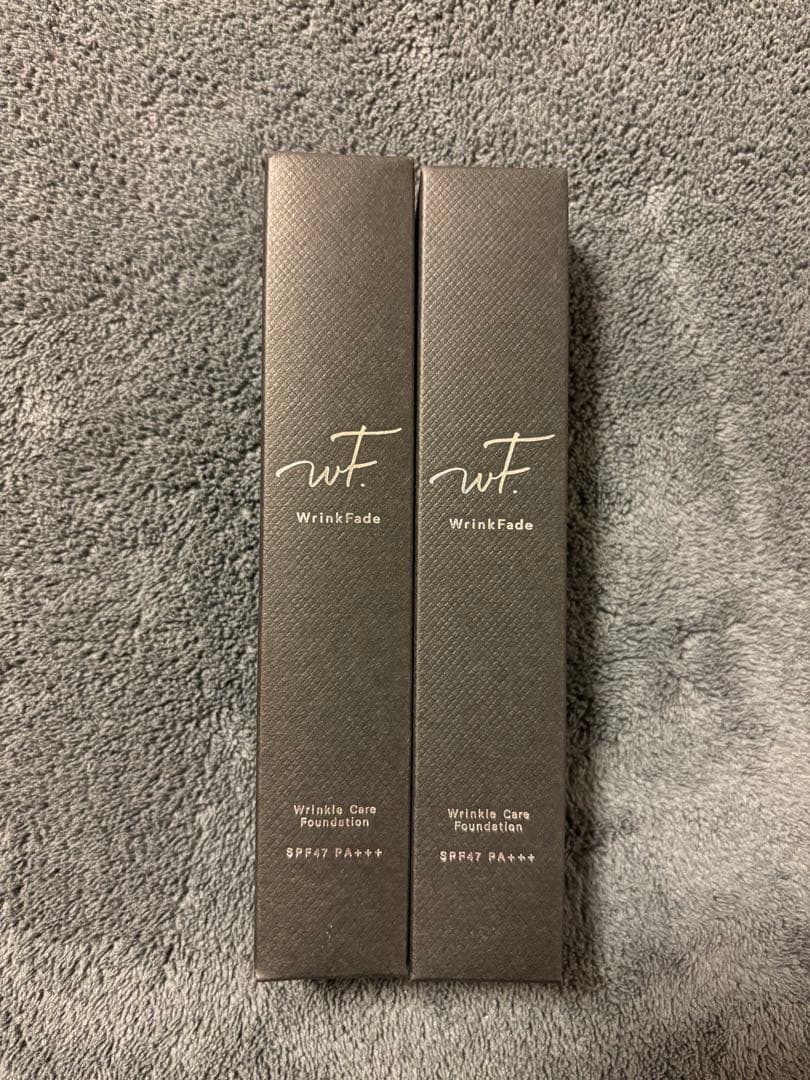 wF.
WrinkFade
Wrinkle Care
Foundation
SPF47 PA+++
wF.
WrinkFade
Wrinkle Care
Foundation
SPF47 PA+++